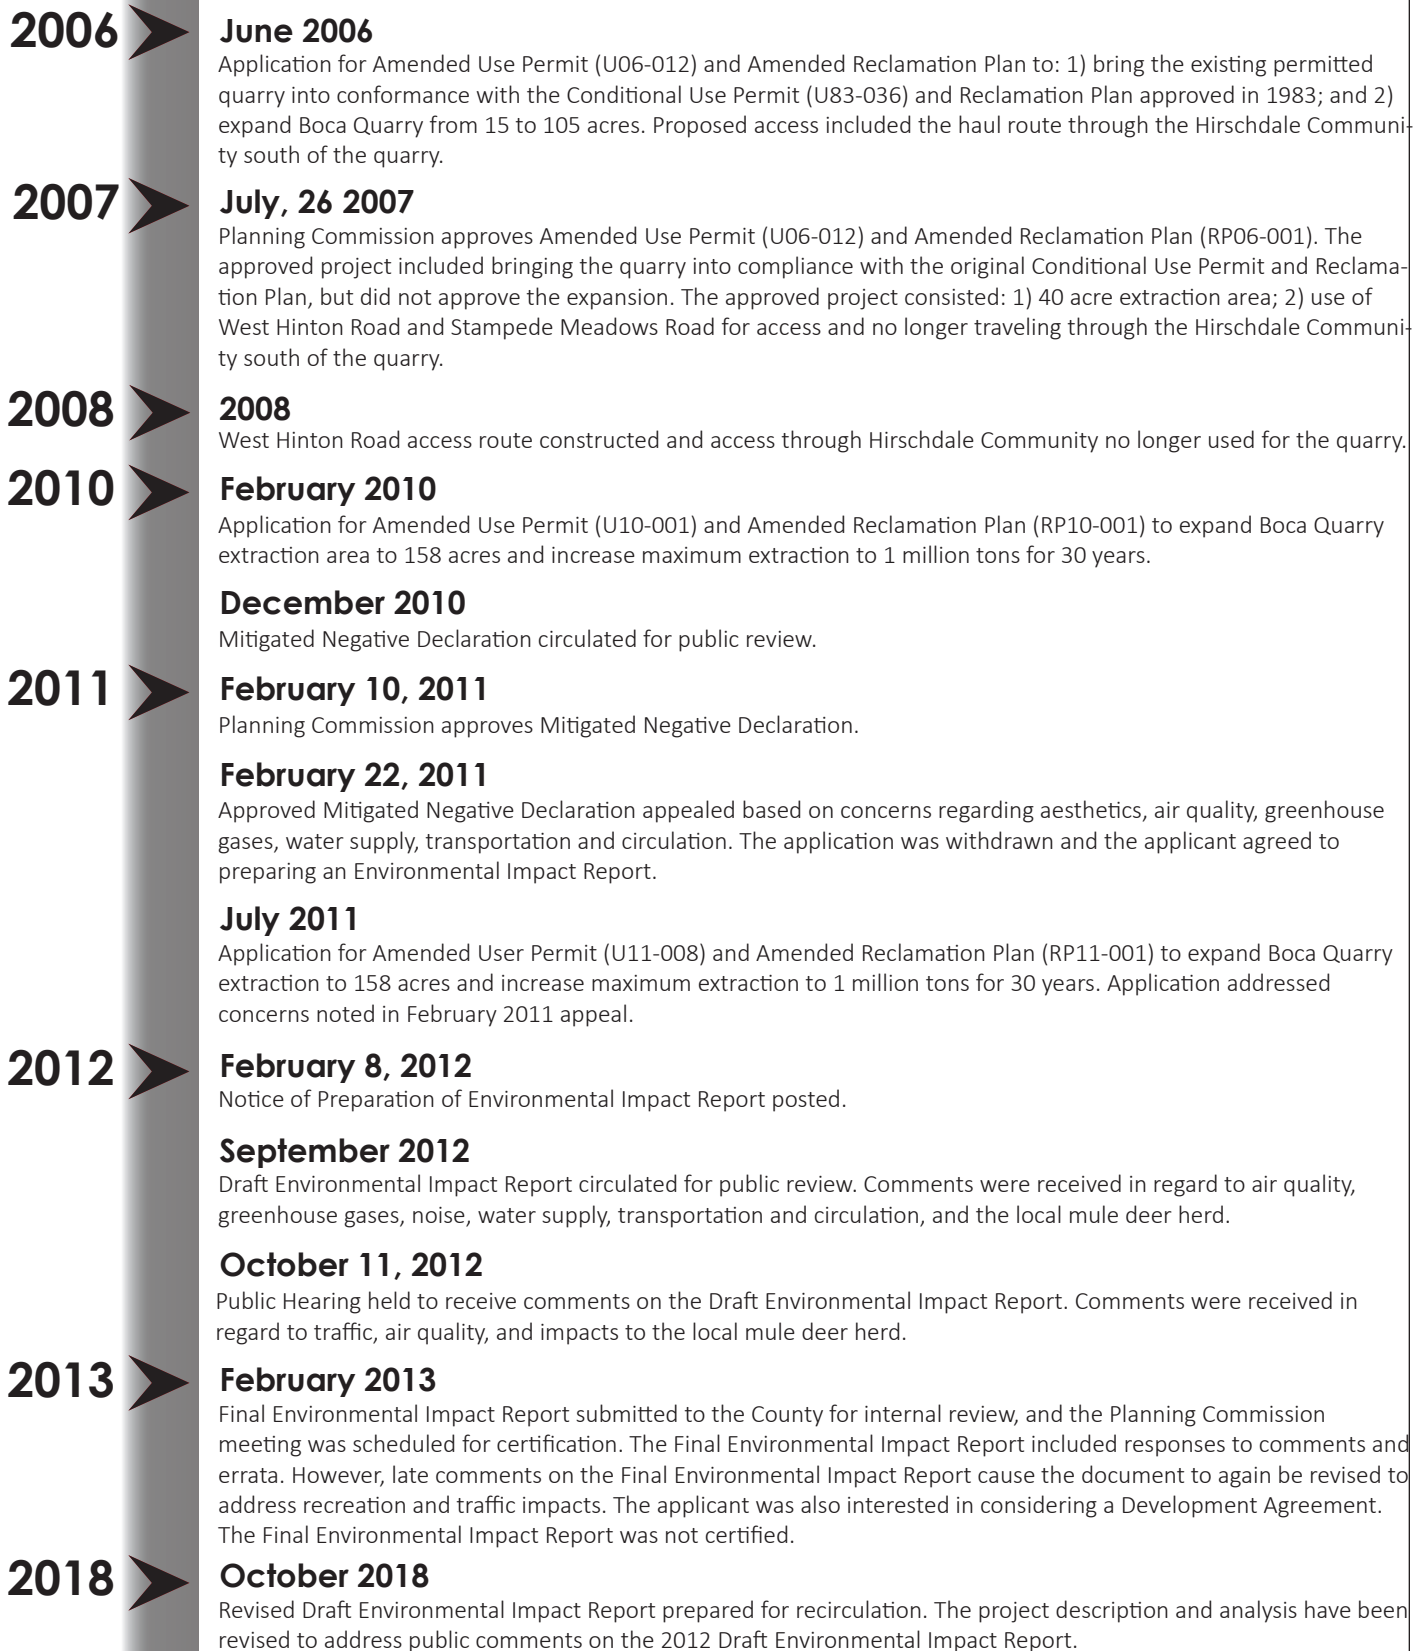 2006
June 2006
Application for Amended Use Permit (U06-012) and Amended Reclamation Plan to: 1) bring the existing permitted
quarry into conformance with the Conditional Use Permit (U83-036) and Reclamation Plan approved in 1983; and 2)
expand Boca Quarry from 15 to 105 acres. Proposed access included the haul route through the Hirschdale Communi-
ty south of the quarry.
2007
July, 26 2007
Planning Commission approves Amended Use Permit (U06-012) and Amended Reclamation Plan (RP06-001). The
approved project included bringing the quarry into compliance with the original Conditional Use Permit and Reclama-
tion Plan, but did not approve the expansion. The approved project consisted: 1) 40 acre extraction area; 2) use of
West Hinton Road and Stampede Meadows Road for access and no longer traveling through the Hirschdale Communi-
ty south of the quarry.
2008
2008
West Hinton Road access route constructed and access through Hirschdale Community no longer used for the quarry.
2010
February 2010
Application for Amended Use Permit (U10-001) and Amended Reclamation Plan (RP10-001) to expand Boca Quarry
extraction area to 158 acres and increase maximum extraction to 1 million tons for 30 years.
December 2010
Mitigated Negative Declaration circulated for public review.
2011
February 10, 2011
Planning Commission approves Mitigated Negative Declaration.
February 22, 2011
Approved Mitigated Negative Declaration appealed based on concerns regarding aesthetics, air quality, greenhouse
gases, water supply, transportation and circulation. The application was withdrawn and the applicant agreed to
preparing an Environmental Impact Report.
July 2011
Application for Amended User Permit (U11-008) and Amended Reclamation Plan (RP11-001) to expand Boca Quarry
extraction to 158 acres and increase maximum extraction to 1 million tons for 30 years. Application addressed
concerns noted in February 2011 appeal.
2012
February 8, 2012
Notice of Preparation of Environmental Impact Report posted.
September 2012
Draft Environmental Impact Report circulated for public review. Comments were received in regard to air quality,
greenhouse gases, noise, water supply, transportation and circulation, and the local mule deer herd.
October 11, 2012
Public Hearing held to receive comments on the Draft Environmental Impact Report. Comments were received in
regard to traffic, air quality, and impacts to the local mule deer herd.
2013
February 2013
Final Environmental Impact Report submitted to the County for internal review, and the Planning Commission
meeting was scheduled for certification. The Final Environmental Impact Report included responses to comments and
errata. However, late comments on the Final Environmental Impact Report cause the document to again be revised to
address recreation and traffic impacts. The applicant was also interested in considering a Development Agreement.
The Final Environmental Impact Report was not certified.
2018
October 2018
Revised Draft Environmental Impact Report prepared for recirculation. The project description and analysis have been
revised to address public comments on the 2012 Draft Environmental Impact Report.